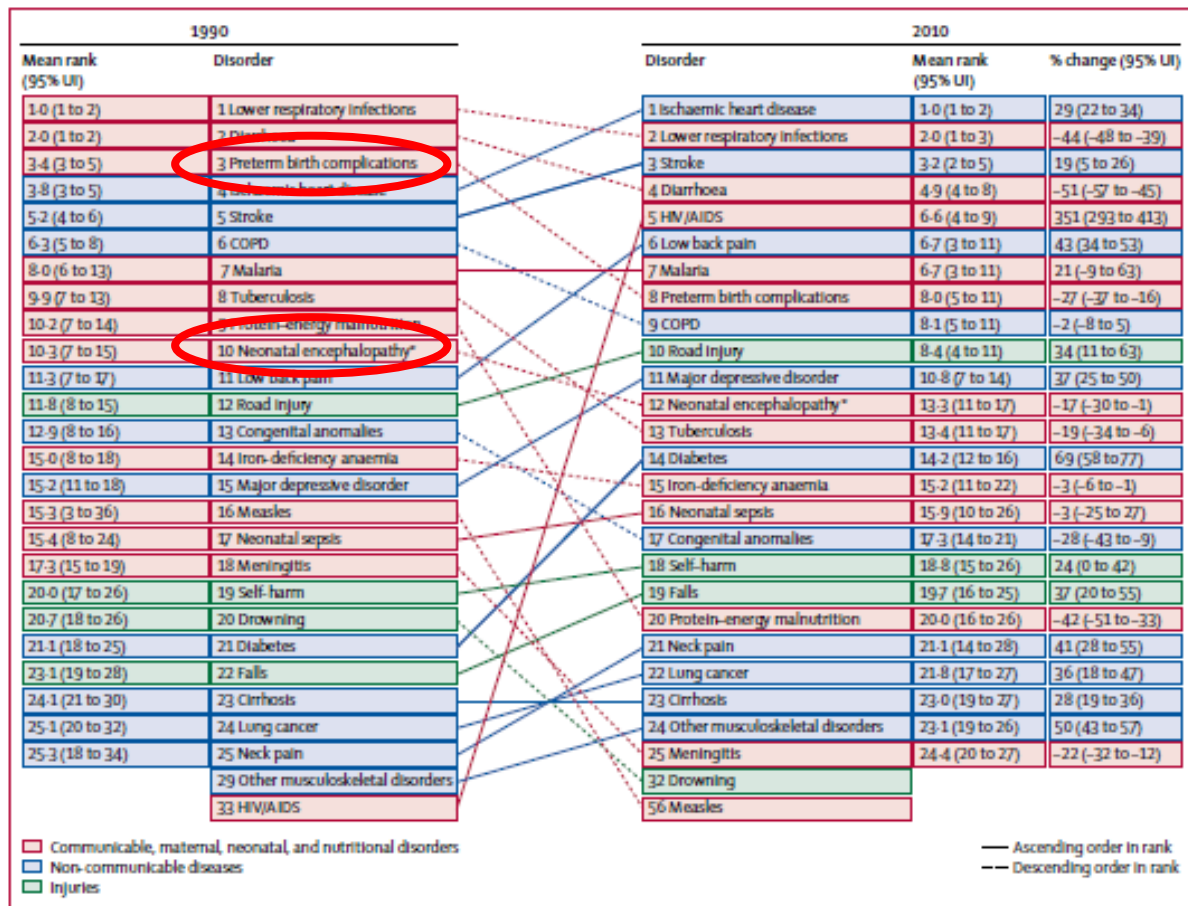 1990 2010
Mean rank (95% UI) Disorder Disorder Mean rank (95% UI) % change (95% UI)
1·0 (1 to 2) 1 Lower respiratory infections 1 Ischaemic heart disease 1·0 (1 to 2) 29 (22 to 34)
2·0 (1 to 2) 2 Diarrhoea 2 Lower respiratory infections 2·0 (1 to 3) –44 (–48 to –39)
3·4 (3 to 5) 3 Preterm birth complications 3 Stroke 3·2 (2 to 5) 19 (5 to 26)
3·8 (3 to 5) 4 Ischaemic heart disease 4 Diarrhoea 4·9 (4 to 8) –51 (–57 to –45)
5·2 (4 to 6) 5 Stroke 5 HIV/AIDS 6·6 (4 to 9) 351 (293 to 413)
6·3 (5 to 8) 6 COPD 6 Low back pain 6·7 (3 to 11) 43 (34 to 53)
8·0 (6 to 13) 7 Malaria 7 Malaria 6·7 (3 to 11) 21 (–9 to 63)
9·9 (7 to 13) 8 Tuberculosis 8 Preterm birth complications 8·0 (5 to 11) –27 (–37 to –16)
10·2 (7 to 14) 9 Protein–energy malnutrition 9 COPD 8·1 (5 to 11) –2 (–8 to 5)
10·3 (7 to 15) 10 Neonatal encephalopathy* 10 Road injury 8·4 (4 to 11) 34 (11 to 63)
11·3 (7 to 17) 11 Low back pain 11 Major depressive disorder 10·8 (7 to 14) 37 (25 to 50)
11·8 (8 to 15) 12 Road injury 12 Neonatal encephalopathy* 13·3 (11 to 17) –17 (–30 to –1)
12·9 (8 to 16) 13 Congenital anomalies 13 Tuberculosis 13·4 (11 to 17) –19 (–34 to –6)
15·0 (8 to 18) 14 Iron-deficiency anaemia 14 Diabetes 14·2 (12 to 16) 69 (58 to 77)
15·2 (11 to 18) 15 Major depressive disorder 15 Iron-deficiency anaemia 15·2 (11 to 22) –3 (–6 to –1)
15·3 (3 to 36) 16 Measles 16 Neonatal sepsis 15·9 (10 to 26) –3 (–25 to 27)
15·4 (8 to 24) 17 Neonatal sepsis 17 Congenital anomalies 17·3 (14 to 21) –28 (–43 to –9)
17·3 (15 to 19) 18 Meningitis 18 Self-harm 18·8 (15 to 26) 24 (0 to 42)
20·0 (17 to 26) 19 Self-harm 19 Falls 19·7 (16 to 25) 37 (20 to 55)
20·7 (18 to 26) 20 Drowning 20 Protein–energy malnutrition 20·0 (16 to 26) –42 (–51 to –33)
21·1 (18 to 25) 21 Diabetes 21 Neck pain 21·1 (14 to 28) 41 (28 to 55)
23·1 (19 to 28) 22 Falls 22 Lung cancer 21·8 (17 to 27) 36 (18 to 47)
24·1 (21 to 30) 23 Cirrhosis 23 Cirrhosis 23·0 (19 to 27) 28 (19 to 36)
25·1 (20 to 32) 24 Lung cancer 24 Other musculoskeletal disorders 23·1 (19 to 26) 50 (43 to 57)
25·3 (18 to 34) 25 Neck pain 25 Meningitis 24·4 (20 to 27) –22 (–32 to –12)
29 Other musculoskeletal disorders 32 Drowning
33 HIV/AIDS 56 Measles
Communicable, maternal, neonatal, and nutritional disorders Ascending order in rank
Non-communicable diseases Descending order in rank
Injuries